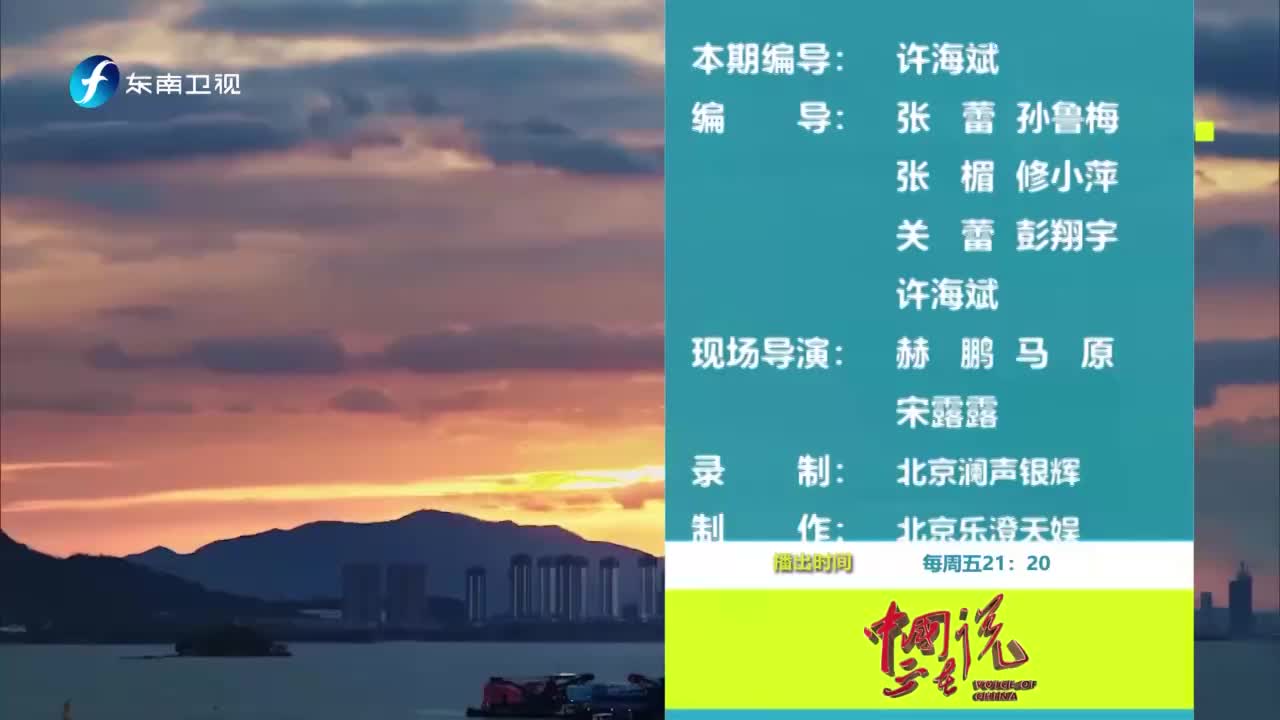 东南卫视
本期编导： 许海斌
编 导： 张 蕾 孙鲁梅
张 楣 修小萍
关 蕾 彭翔宇
许海斌
现场导演： 赫 鹏 马 原
宋露露
录 制： 北京澜声银辉
制 作： 北京乐澄天娱
播出时间 每周五21：20
中国正在说
VOICE OF
CHINA